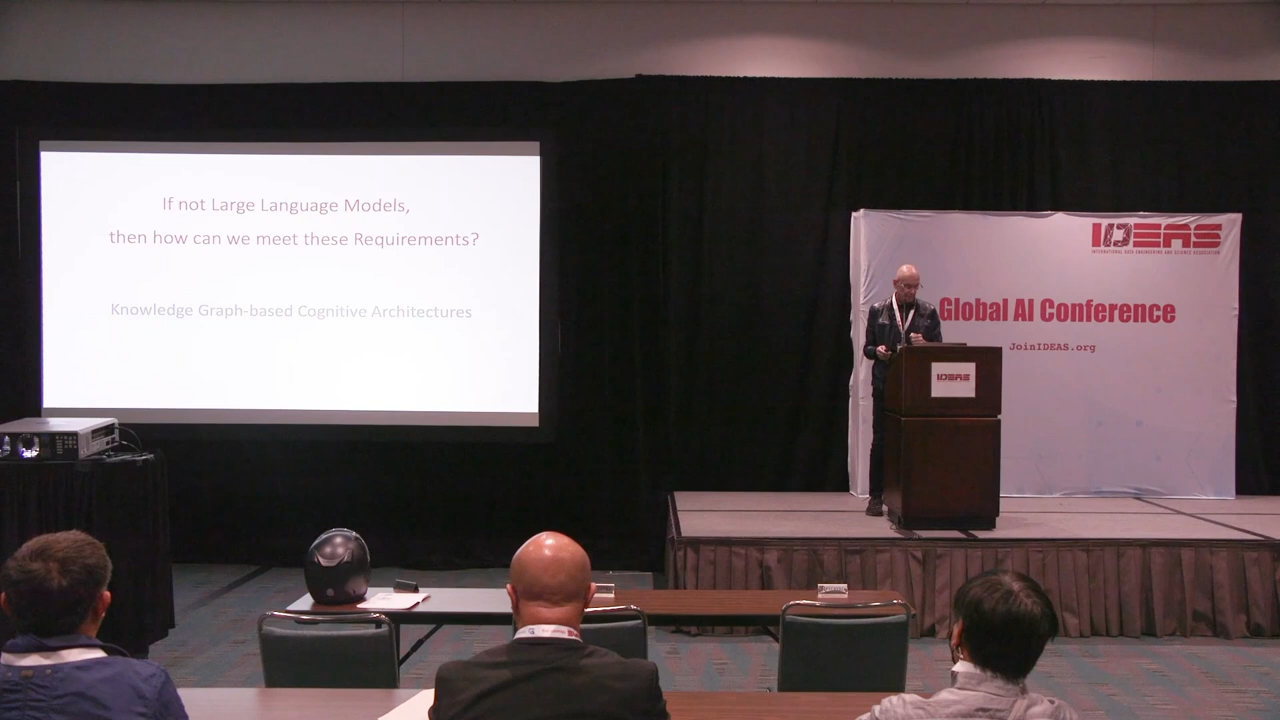 If not Large Language Models,
then how can we meet these Requirements?
Knowledge Graph-based Cognitive Architectures
IDEAS
INTERNATIONAL DATA ENGINEERING AND SCIENCE ASSOCIATION
Global AI Conference
JoinIDEAS.org
IDEAS